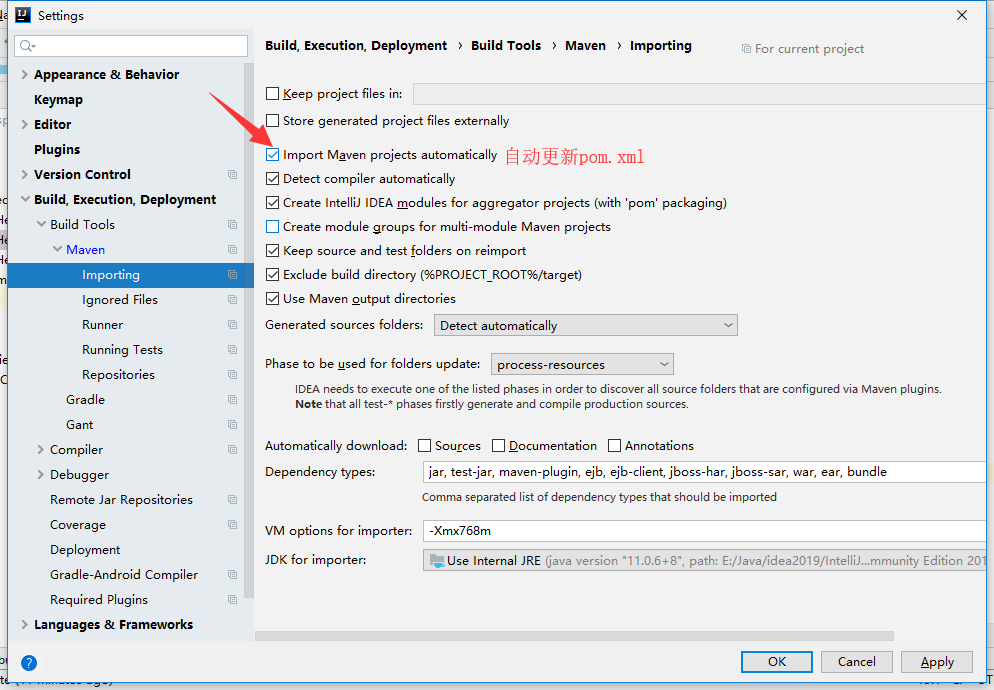 Settings
Appearance & Behavior
Keymap
Editor
Plugins
Version Control
Build, Execution, Deployment
Build Tools
Maven
Importing
Ignored Files
Runner
Running Tests
Repositories
Gradle
Gant
Compiler
Debugger
Remote Jar Repositories
Coverage
Deployment
Gradle-Android Compiler
Required Plugins
Languages & Frameworks
Build, Execution, Deployment › Build Tools › Maven › Importing
For current project
Keep project files in:
Store generated project files externally
Import Maven projects automatically 自动更新pom.xml
Detect compiler automatically
Create IntelliJ IDEA modules for aggregator projects (with 'pom' packaging)
Create module groups for multi-module Maven projects
Keep source and test folders on reimport
Exclude build directory (%PROJECT_ROOT%/target)
Use Maven output directories
Generated sources folders: Detect automatically
Phase to be used for folders update: process-resources
IDEA needs to execute one of the listed phases in order to discover all source folders that are configured via Maven plugins.
Note that all test-* phases firstly generate and compile production sources.
Automatically download: Sources Documentation Annotations
Dependency types: jar, test-jar, maven-plugin, ejb, ejb-client, jboss-har, jboss-sar, war, ear, bundle
Comma separated list of dependency types that should be imported
VM options for importer: -Xmx768m
JDK for importer: Use Internal JRE (java version "11.0.6+8", path: E:/Java/idea2019/IntelliJ...mmunity Edition 201
? OK Cancel Apply